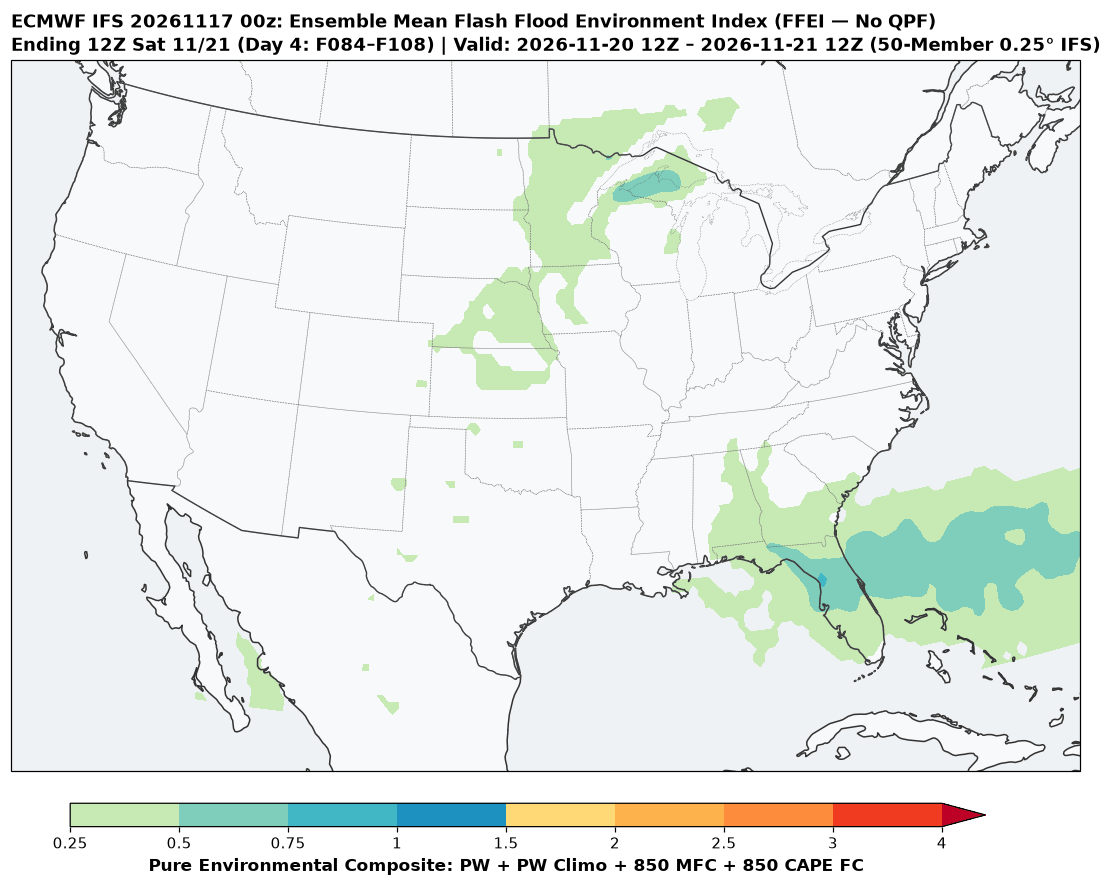 ECMWF IFS 20261117 00z: Ensemble Mean Flash Flood Environment Index (FFEI — No QPF)
Ending 12Z Sat 11/21 (Day 4: F084–F108) | Valid: 2026-11-20 12Z – 2026-11-21 12Z (50-Member 0.25° IFS)
0.25 0.5 0.75 1 1.5 2 2.5 3 4
Pure Environmental Composite: PW + PW Climo + 850 MFC + 850 CAPE FC